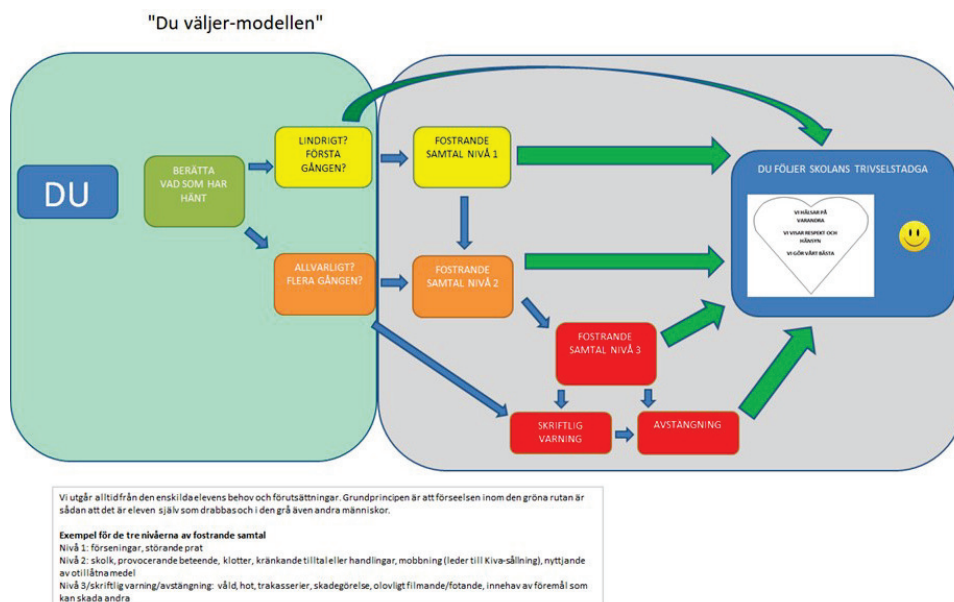 "Du väljer-modellen"
DU
BERÄTTA
VAD SOM HAR
HÄNT
LINDRIGT?
FÖRSTA
GÅNGEN?
ALLVARLIGT?
FLERA GÅNGEN?
FOSTRANDE
SAMTAL NIVÅ 1
FOSTRANDE
SAMTAL NIVÅ 2
FOSTRANDE
SAMTAL NIVÅ 3
SKRIFTLIG
VARNING
AVSTÄNGNING
DU FÖLJER SKOLANS TRIVSELSTADGA
VI HÄLSAR PÅ
VARANDRA
VI VISAR RESPEKT OCH
HÄNSYN
VI GÖR VÅRT BÄSTA
Vi utgår alltid från den enskilda elevens behov och förutsättningar. Grundprincipen är att förseelsen inom den gröna rutan är
sådan att det är eleven själv som drabbas och i den grå även andra människor.
Exempel för de tre nivåerna av fostrande samtal
Nivå 1: förseningar, störande prat
Nivå 2: skolk, provocerande beteende, klotter, kränkande tilltal eller handlingar, mobbning (leder till Kiva-sållning), nyttjande
av otillåtna medel
Nivå 3/skriftlig varning/avstängning: våld, hot, trakasserier, skadegörelse, olovligt filmande/fotande, innehav av föremål som
kan skada andra